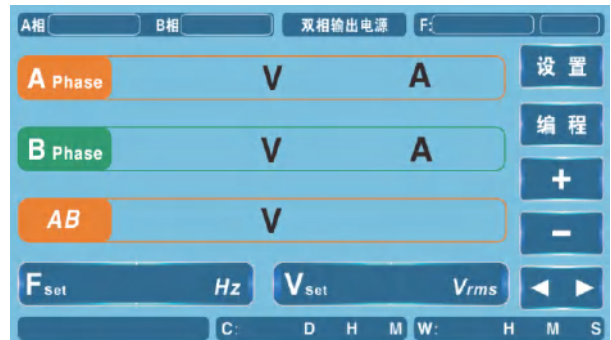 A相 B相 双相输出电源 F:
A Phase V A 设置
B Phase V A 编程
+
AB V -
Fset Hz Vset Vrms ◀ ▶
C: D H M W: H M S